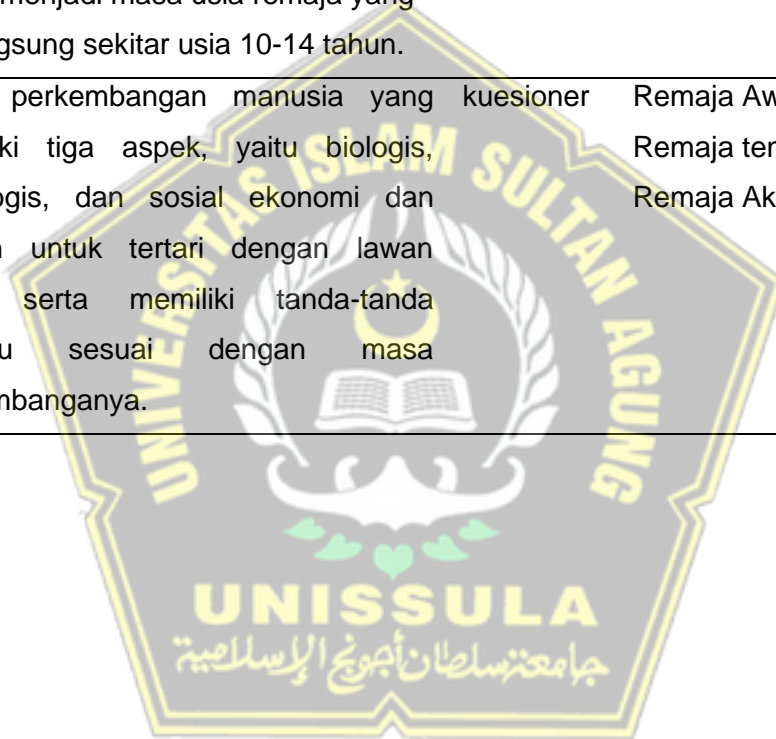 menjadi masa usia remaja yang
gsung sekitar usia 10-14 tahun.
perkembangan manusia yang kuesioner Remaja Aw
ki tiga aspek, yaitu biologis, Remaja ter
ogis, dan sosial ekonomi dan Remaja Ak
untuk tertari dengan lawan
serta memiliki tanda-tanda
u sesuai dengan masa
mbanganya.
UNIVERSITAS ISLAM SULTAN AGUNG
UNISSULA
جامعتسلطان أجونج الإسلامية